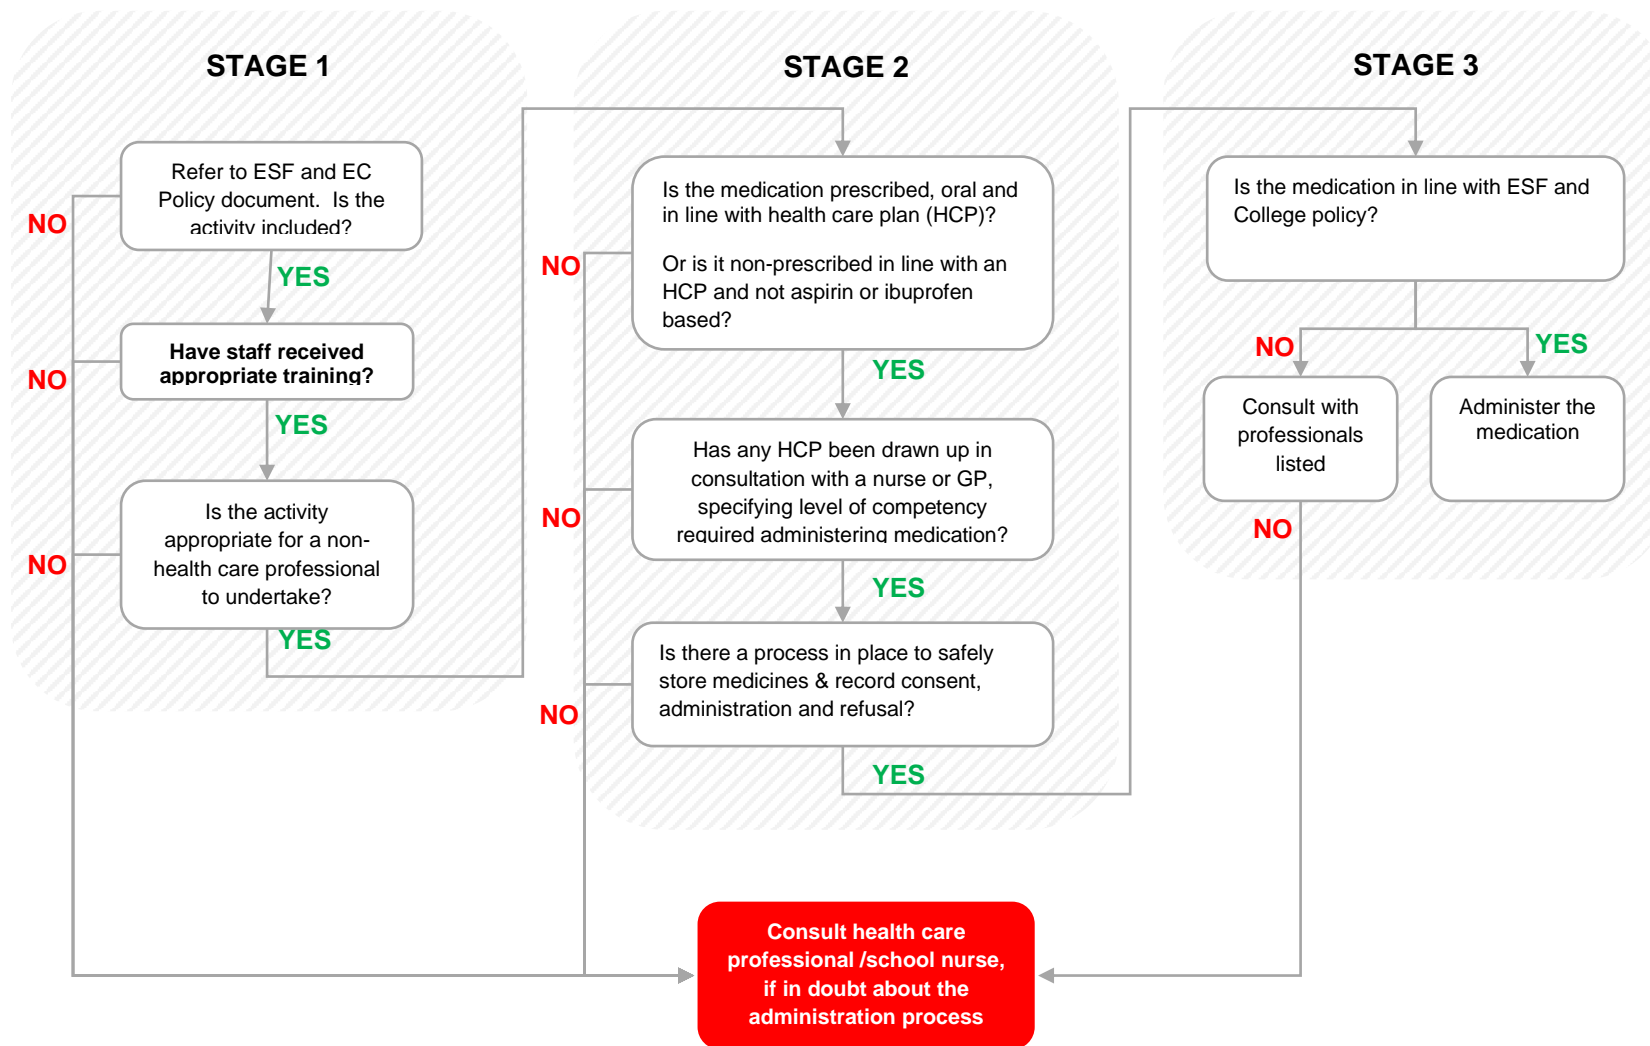 STAGE 1
Refer to ESF and EC
Policy document.  Is the
activity included?
NO
YES
Have staff received
appropriate training?
NO
YES
Is the activity
appropriate for a non-
health care professional
to undertake?
NO
YES
STAGE 2
Is the medication prescribed, oral and
in line with health care plan (HCP)?
Or is it non-prescribed in line with an
HCP and not aspirin or ibuprofen
based?
NO
YES
Has any HCP been drawn up in
consultation with a nurse or GP,
specifying level of competency
required administering medication?
NO
YES
Is there a process in place to safely
store medicines & record consent,
administration and refusal?
NO
YES
STAGE 3
Is the medication in line with ESF and
College policy?
NO
YES
Consult with
professionals
listed
Administer the
medication
NO
Consult health care
professional /school nurse,
if in doubt about the
administration process